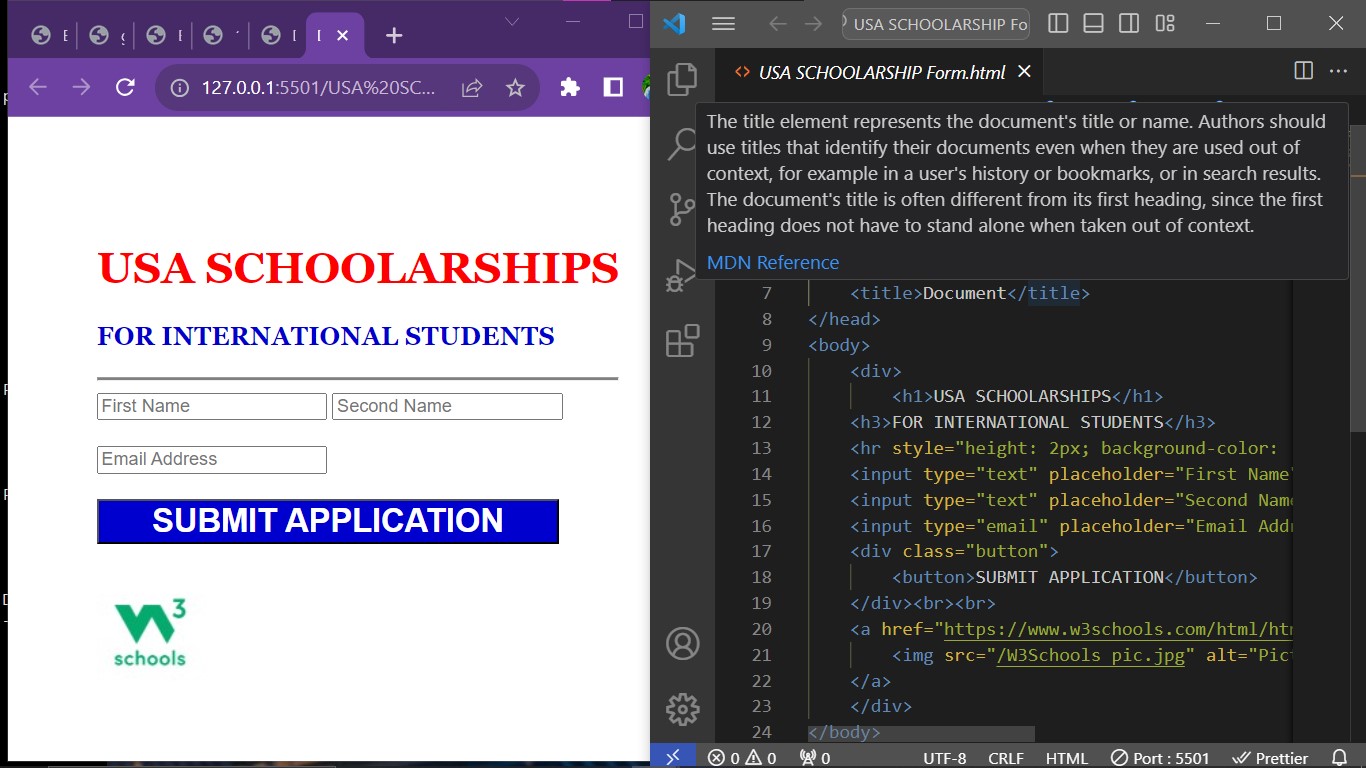 127.0.0.1:5501/USA%20SC...
USA SCHOOLARSHIPS
FOR INTERNATIONAL STUDENTS
First Name Second Name
Email Address
SUBMIT APPLICATION
W3
schools
USA SCHOOLARSHIP Fo
USA SCHOOLARSHIP Form.html
The title element represents the document's title or name. Authors should
use titles that identify their documents even when they are used out of
context, for example in a user's history or bookmarks, or in search results.
The document's title is often different from its first heading, since the first
heading does not have to stand alone when taken out of context.
MDN Reference
7 <title>Document</title>
8 </head>
9 <body>
10 <div>
11 <h1>USA SCHOOLARSHIPS</h1>
12 <h3>FOR INTERNATIONAL STUDENTS</h3>
13 <hr style="height: 2px; background-color:
14 <input type="text" placeholder="First Name"
15 <input type="text" placeholder="Second Nam
16 <input type="email" placeholder="Email Add
17 <div class="button">
18 <button>SUBMIT APPLICATION</button>
19 </div><br><br>
20 <a href="https://www.w3schools.com/html/htm
21 <img src="/W3Schools pic.jpg" alt="Pict
22 </a>
23 </div>
24 </body>
0 0 0 UTF-8 CRLF HTML Port : 5501 Prettier